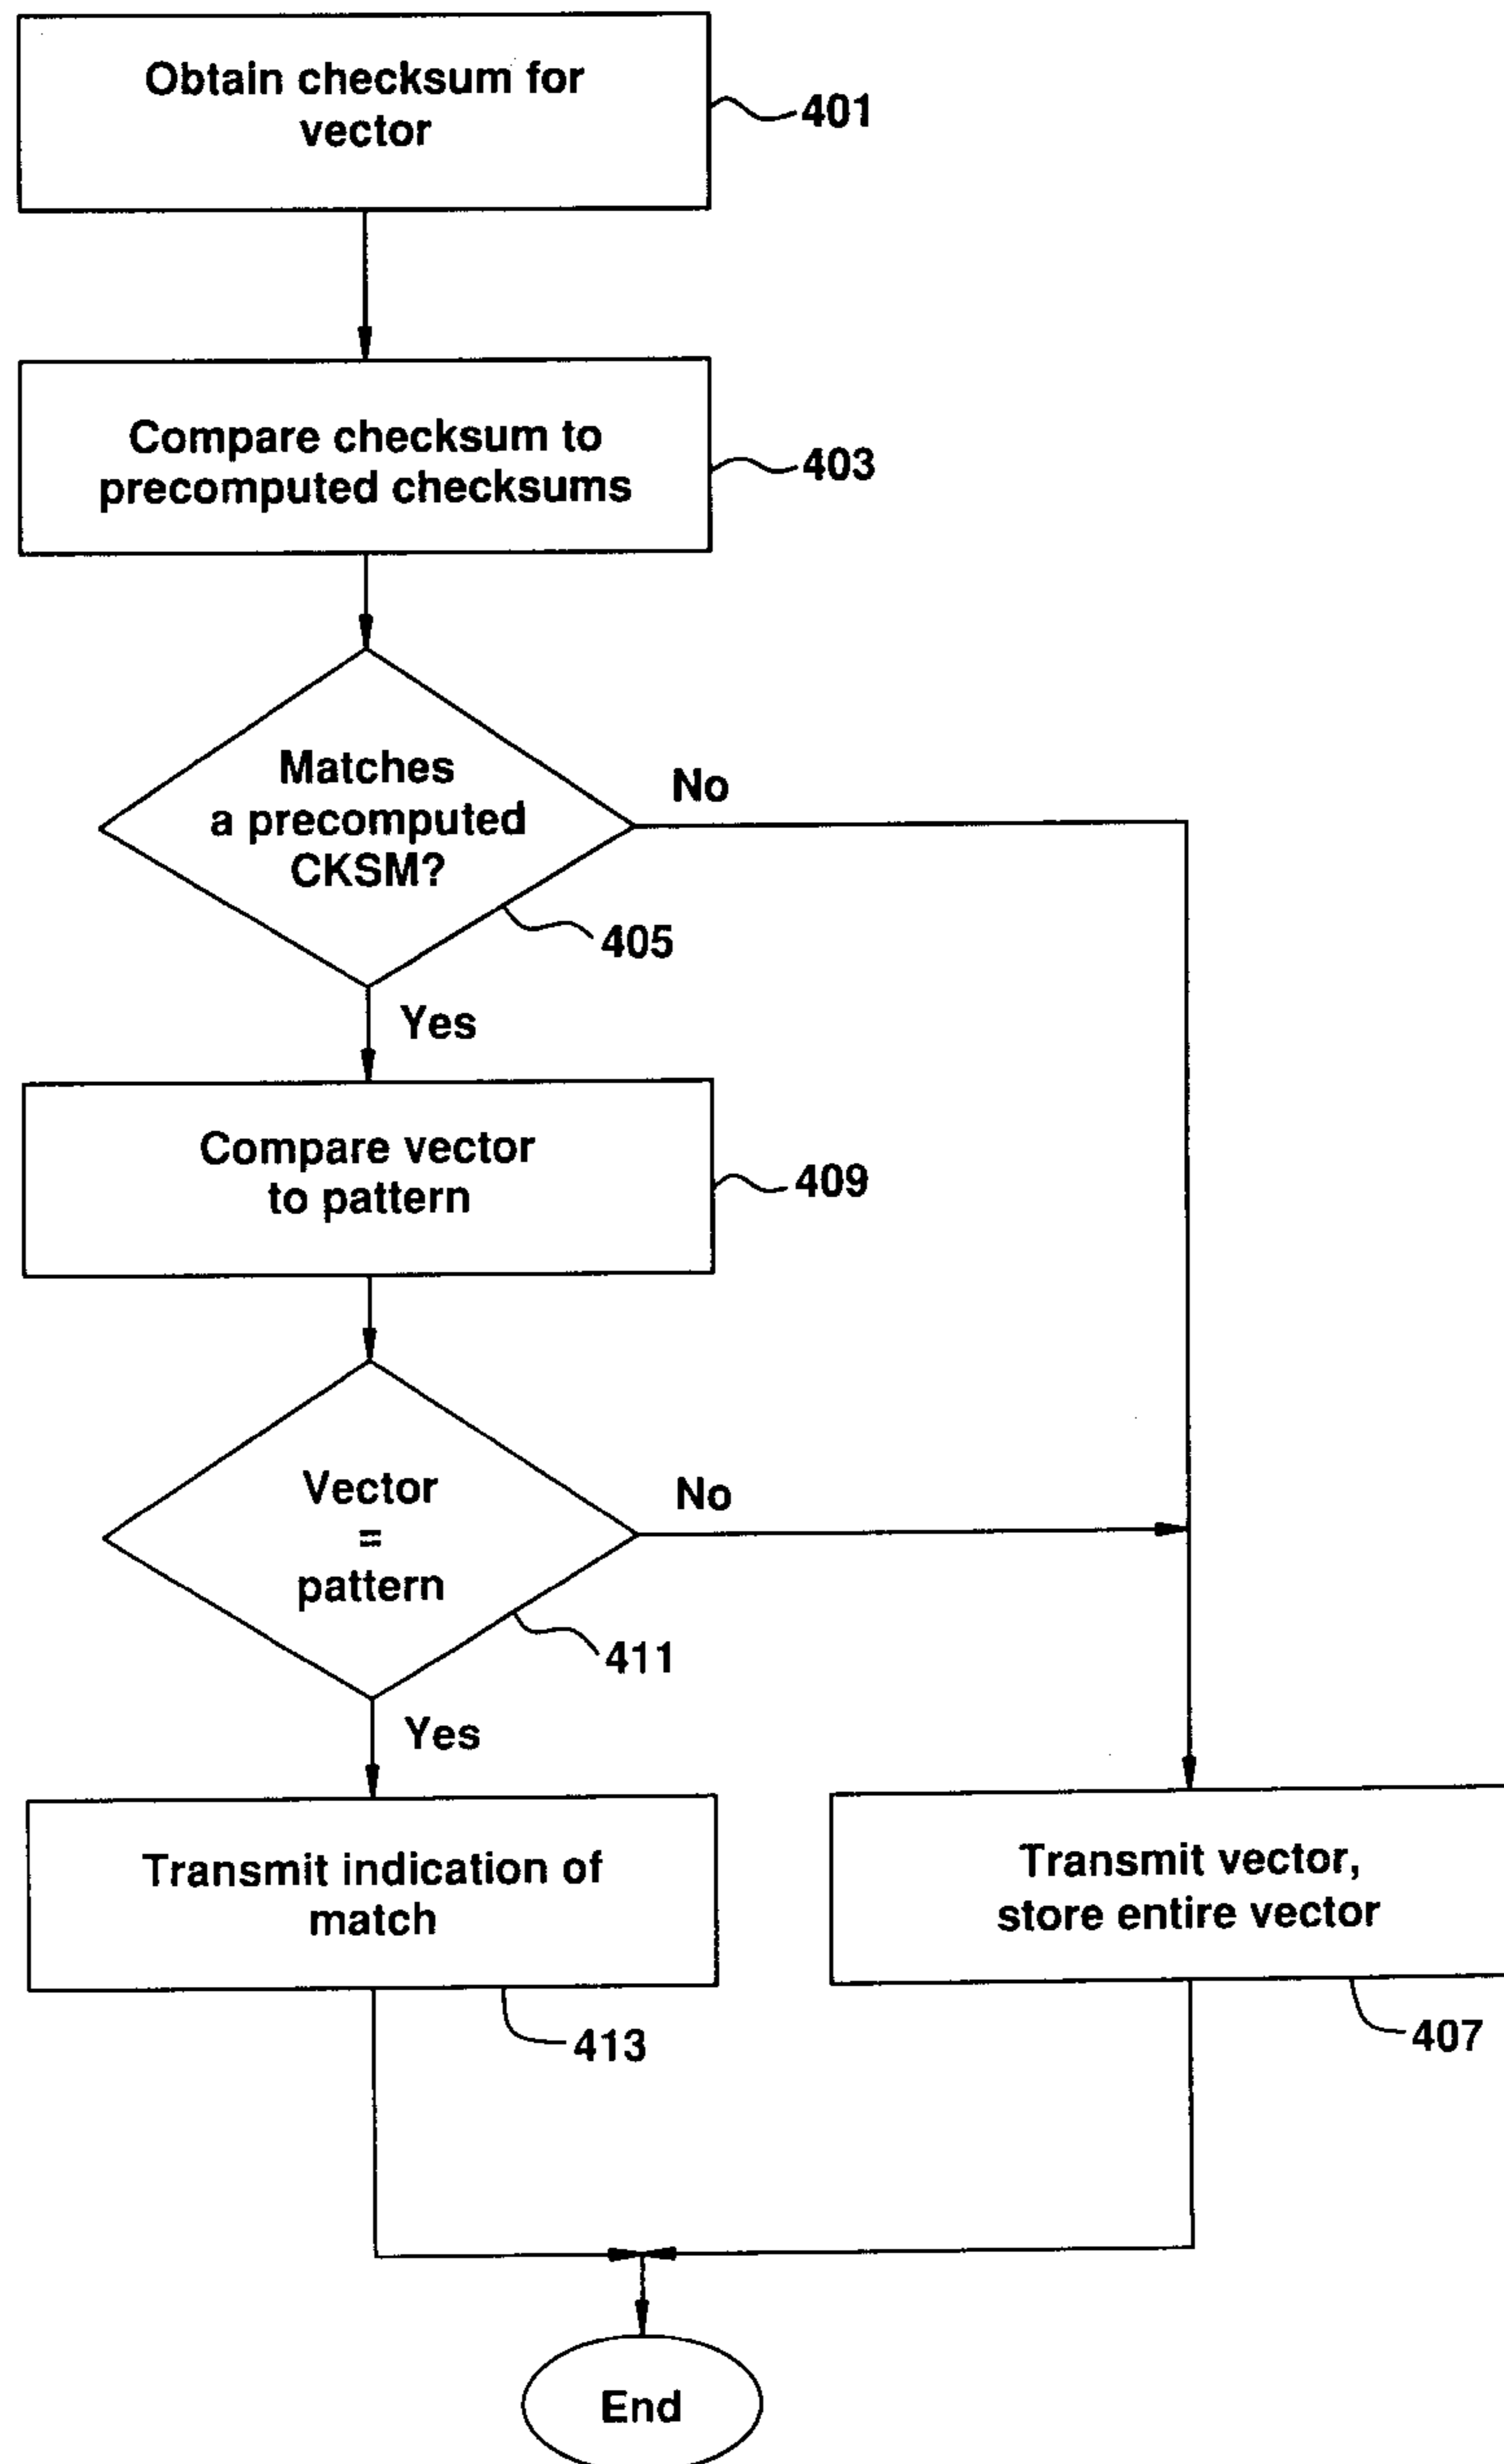 Obtain checksum for
vector
401
Compare checksum to
precomputed checksums
403
Matches
a precomputed
CKSM?
No
405
Yes
Compare vector
to pattern
409
Vector
=
pattern
No
411
Yes
Transmit indication of
match
413
Transmit vector,
store entire vector
407
End